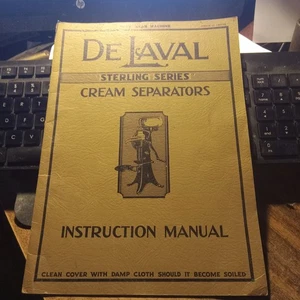 DE LAVAL
STERLING SERIES
CREAM SEPARATORS
INSTRUCTION MANUAL
CLEAN COVER WITH DAMP CLOTH SHOULD IT BECOME SOILED